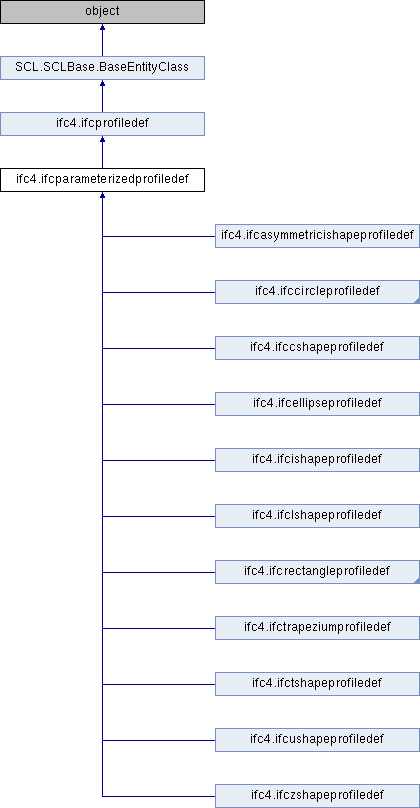 object
SCL.SCLBase.BaseEntityClass
ifc4.ifcprofiledef
ifc4.ifcparameterizedprofiledef
ifc4.ifcasymmetricishapeprofiledef
ifc4.ifccircleprofiledef
ifc4.ifccshapeprofiledef
ifc4.ifcellipseprofiledef
ifc4.ifcishapeprofiledef
ifc4.ifclshapeprofiledef
ifc4.ifcrectangleprofiledef
ifc4.ifctrapeziumprofiledef
ifc4.ifctshapeprofiledef
ifc4.ifcushapeprofiledef
ifc4.ifczshapeprofiledef